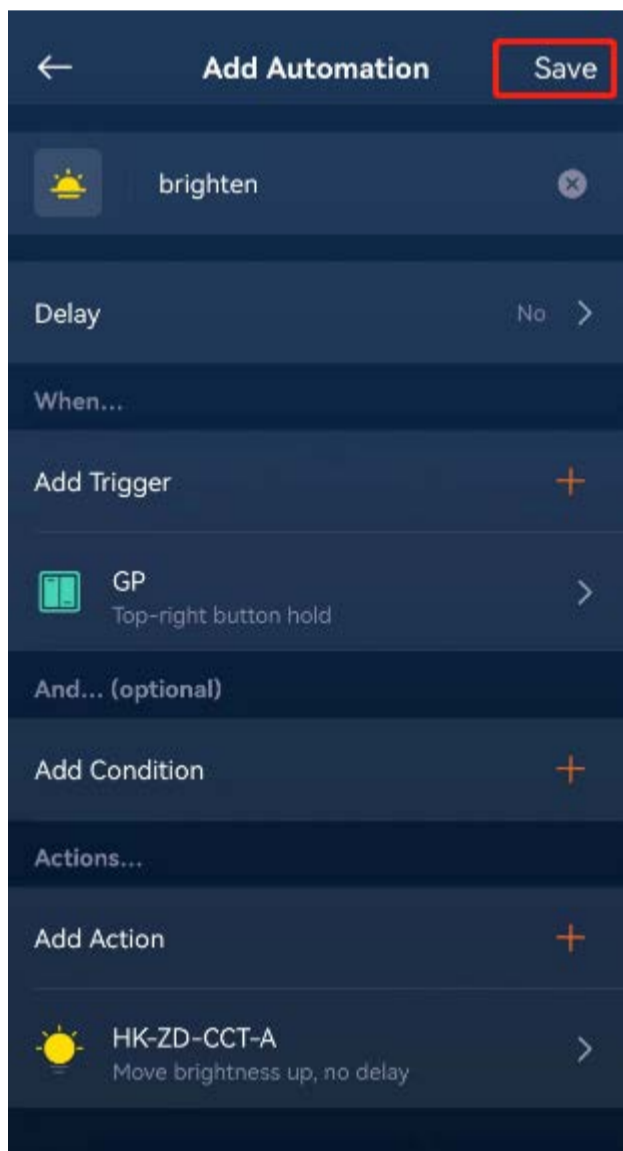 Add Automation Save
brighten
Delay No
When...
Add Trigger
GP
Top-right button hold
And... (optional)
Add Condition
Actions...
Add Action
HK-ZD-CCT-A
Move brightness up, no delay